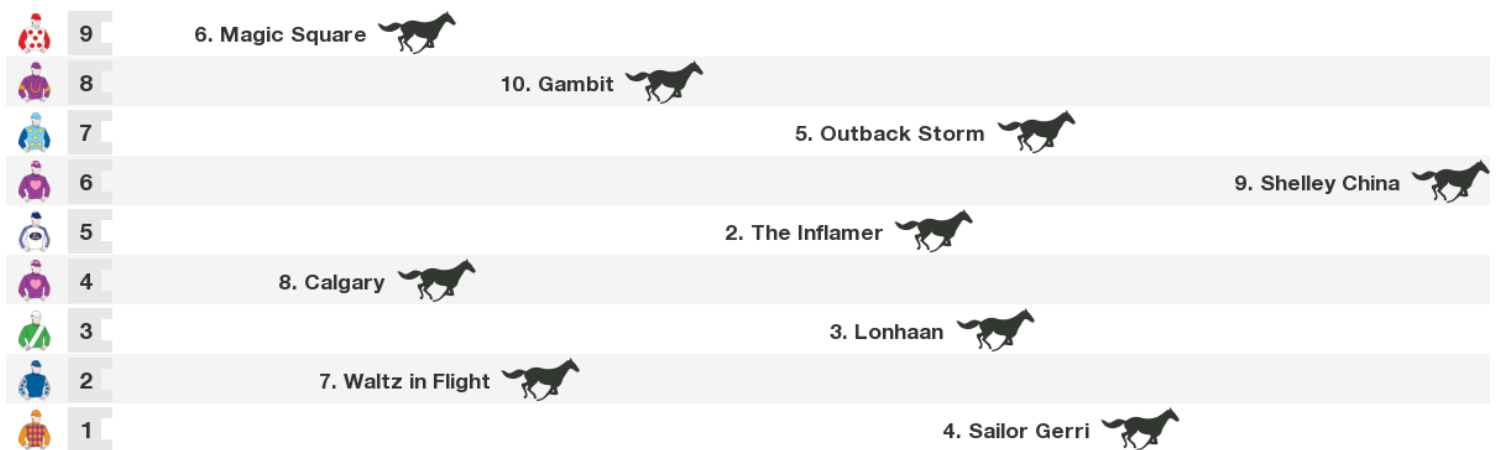 9 6. Magic Square
8 10. Gambit
7 5. Outback Storm
6 9. Shelley China
5 2. The Inflamer
4 8. Calgary
3 3. Lonhaan
2 7. Waltz in Flight
1 4. Sailor Gerri